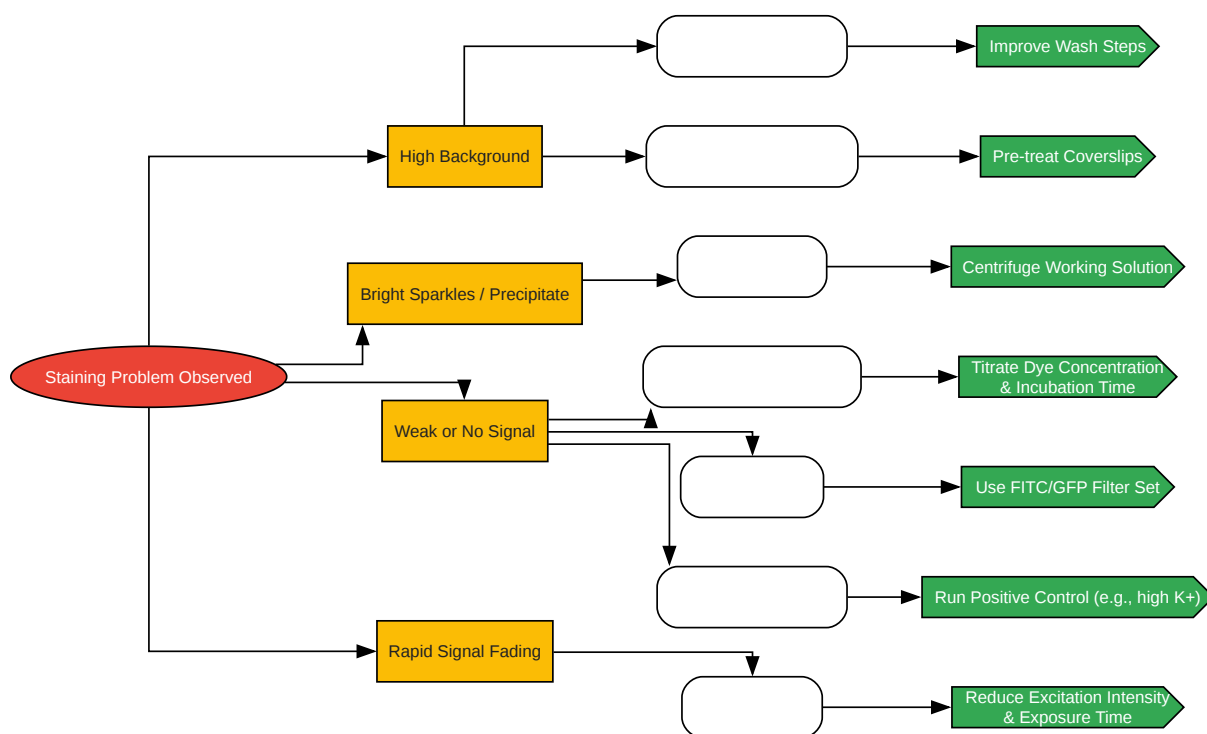 Improve Wash Steps
High Background
Pre-treat Coverslips
Centrifuge Working Solution
Bright Sparkles / Precipitate
Staining Problem Observed
Titrate Dye Concentration
& Incubation Time
Weak or No Signal
Use FITC/GFP Filter Set
Run Positive Control (e.g., high K+)
Rapid Signal Fading
Reduce Excitation Intensity
& Exposure Time